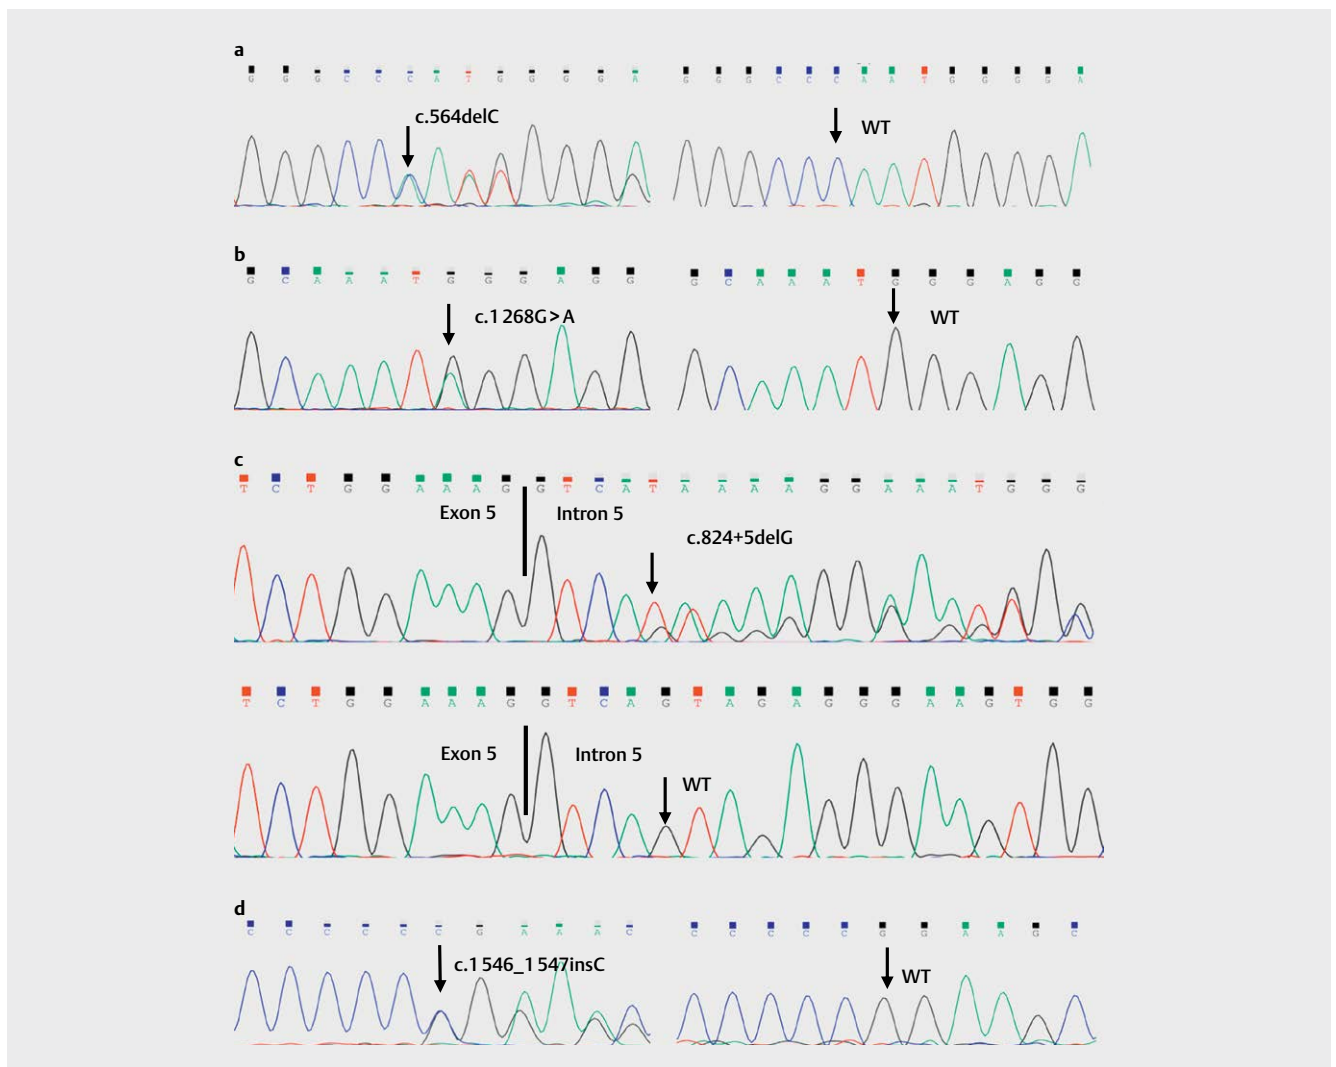 a
G G G C C C A T G G G G A
G G G C C C A A T G G G G A
c.564delC
WT
b
G C A A A T G G G A G G
G C A A A T G G G A G G
c.1268G>A
WT
c
T C T G G A A A G G T C A T A A A A G G A A A T G G G
Exon 5
Intron 5
c.824+5delG
T C T G G A A A G G T C A G T A G A G G G A A G T G G
Exon 5
Intron 5
WT
d
C C C C C C G A A A C
C C C C C G G A A G C
c.1546_1547insC
WT